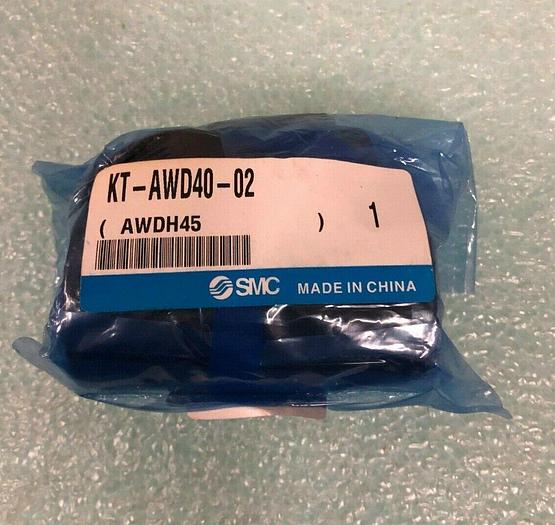 KT-AWD40-02
( AWDH45 ) 1
SMC MADE IN CHINA